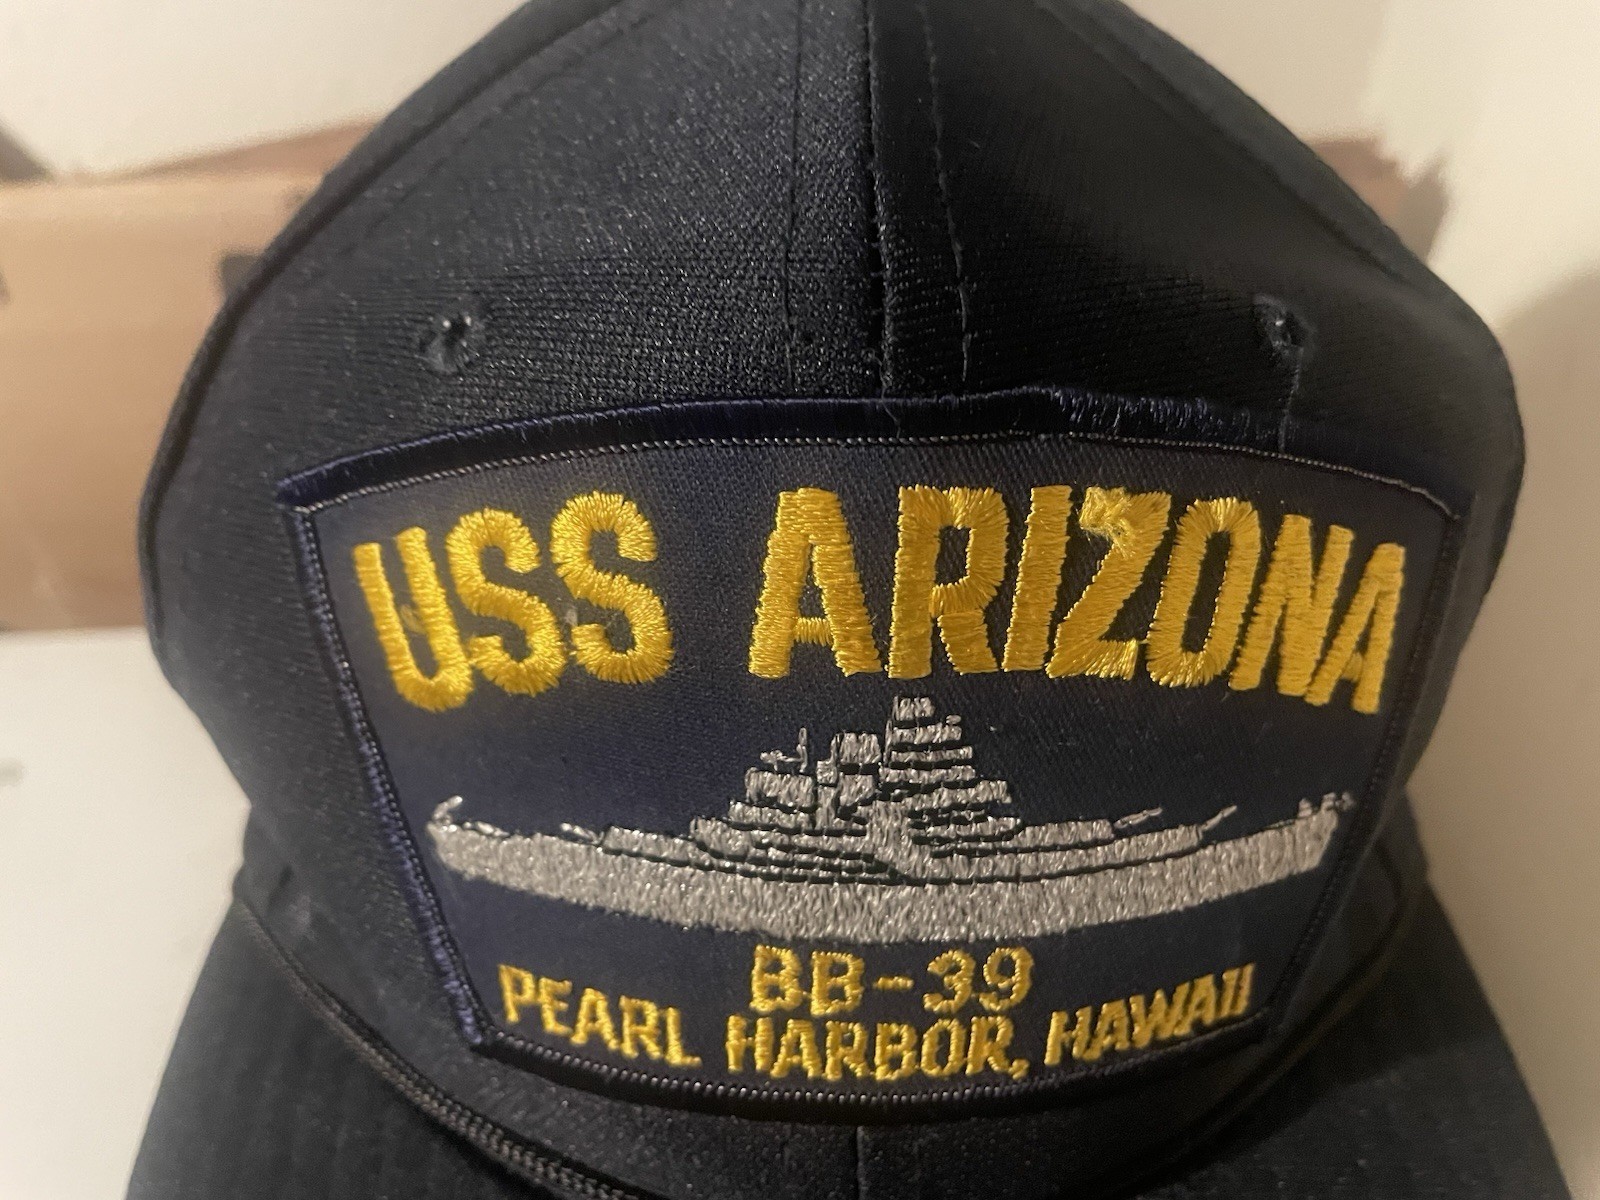 USS ARIZONA
BB-39
PEARL HARBOR, HAWAII